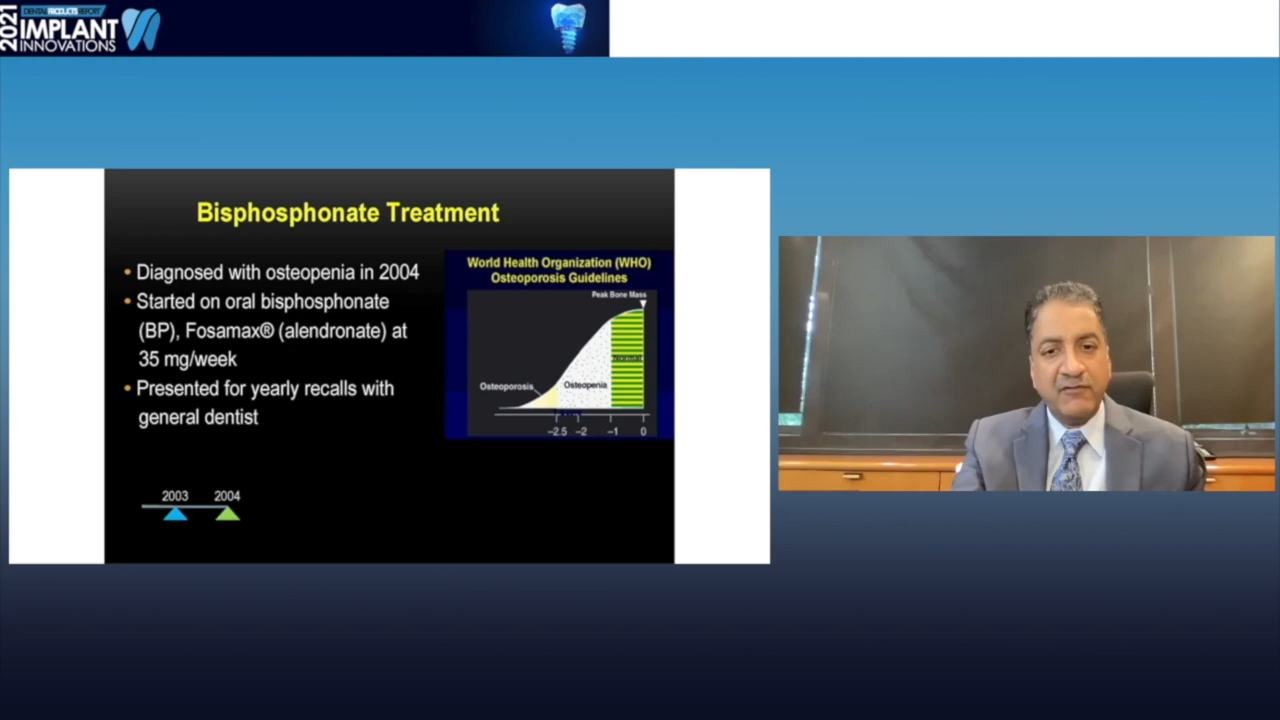 2021
DENTAL PRODUCTS REPORT
IMPLANT
INNOVATIONS
Bisphosphonate Treatment
• Diagnosed with osteopenia in 2004
• Started on oral bisphosphonate
(BP), Fosamax® (alendronate) at
35 mg/week
• Presented for yearly recalls with
general dentist
World Health Organization (WHO)
Osteoporosis Guidelines
Peak Bone Mass
Normal
Osteoporosis
Osteopenia
–2.5 –2 –1 0
2003 2004